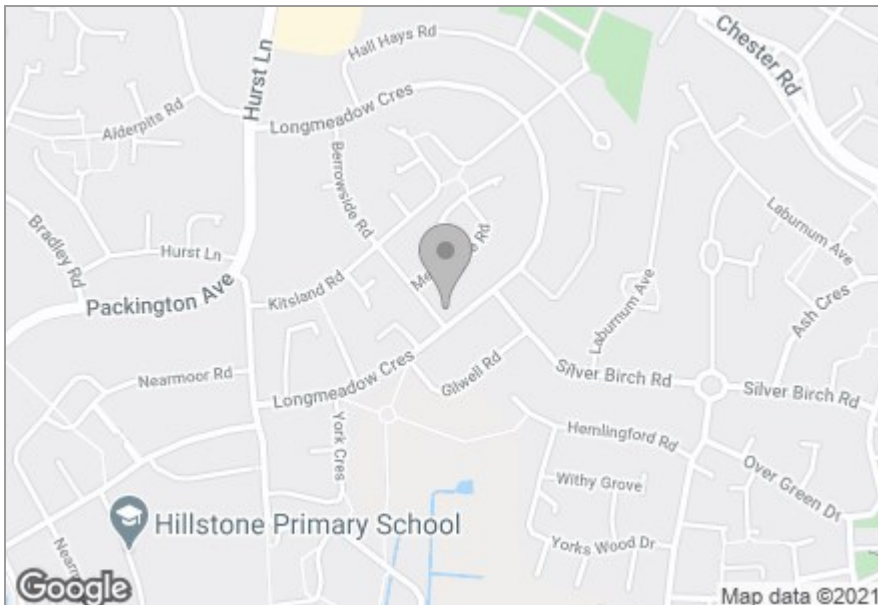 Hall Hays Rd
Hurst Ln
Chester Rd
Longmeadow Cres
Alderpits Rd
Berrowside Rd
Laburnum Ave
Bradley Rd
Hurst Ln
Rd
Packington Ave
Kitsland Rd
Laburnum Ave
Ash Cres
Nearmoor Rd
Longmeadow Cres
Gilwell Rd
Silver Birch Rd
Silver Birch Rd
York Cres
Hemlingford Rd
Over Green Dr
Withy Grove
Hillstone Primary School
Yorks Wood Dr
Google
Map data ©2021